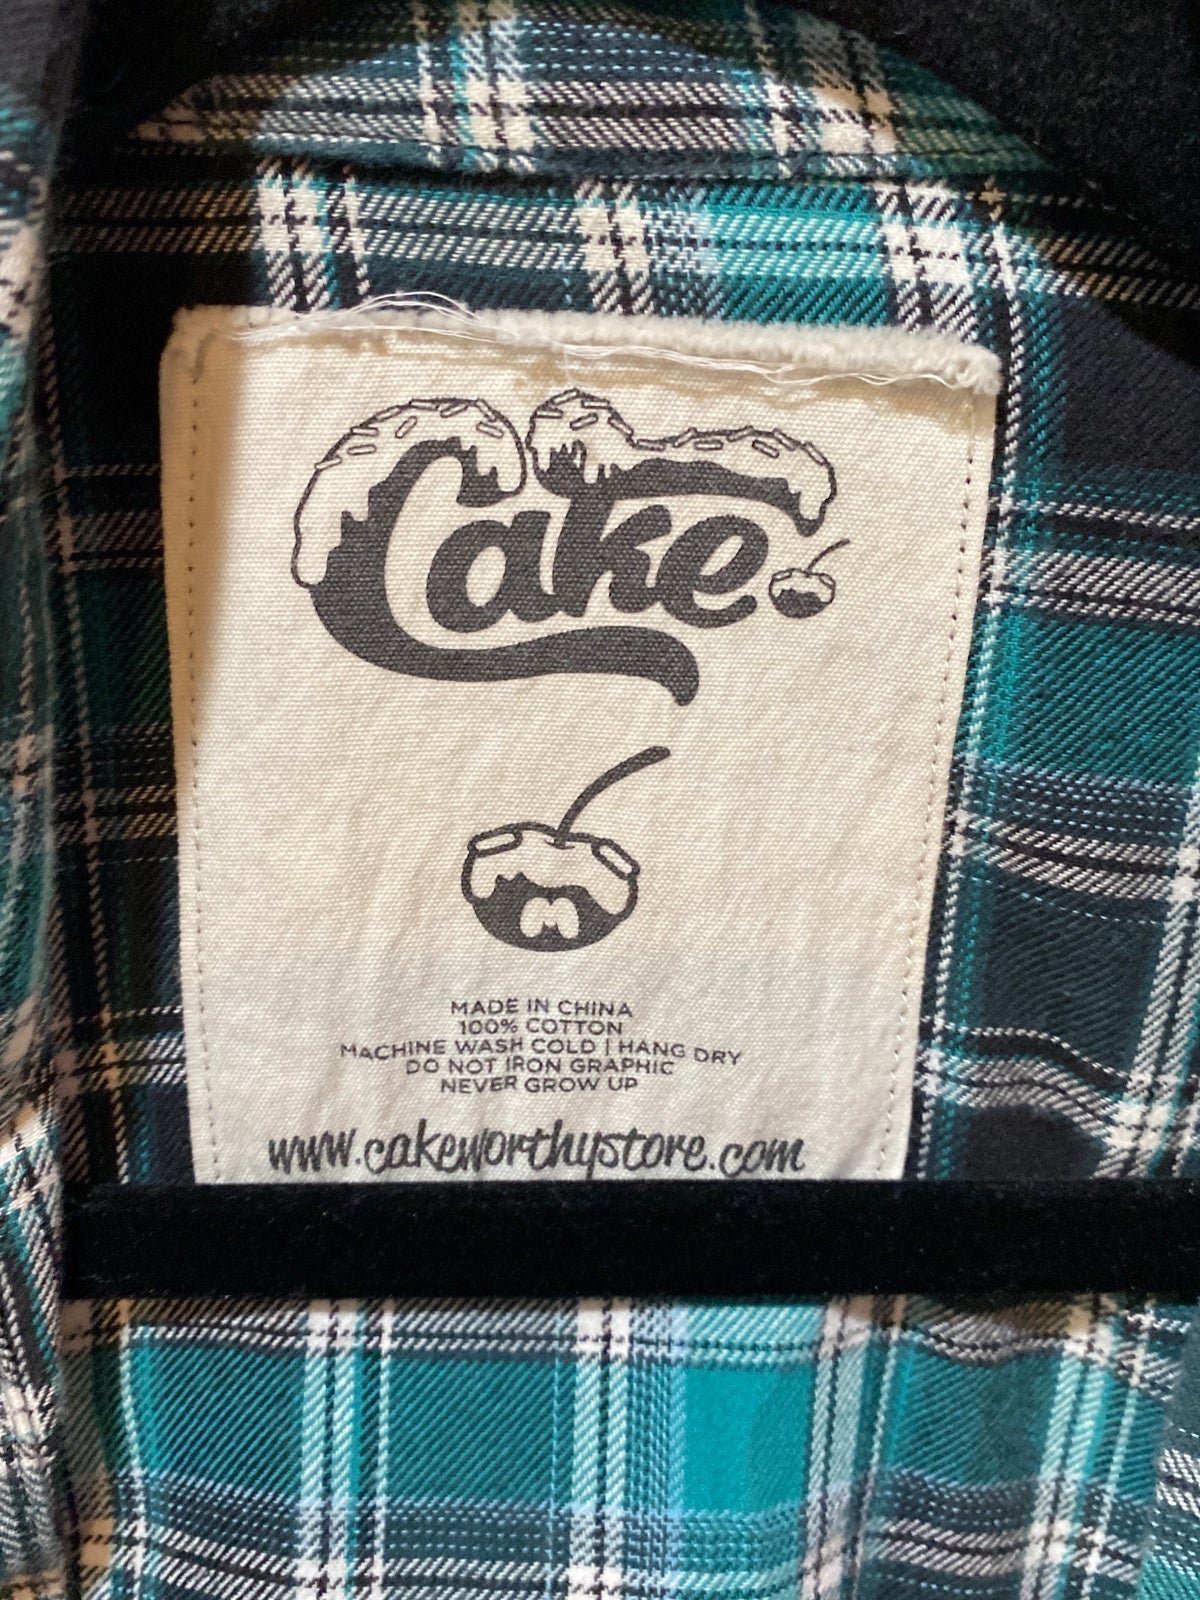 Cake
MADE IN CHINA
100% COTTON
MACHINE WASH COLD | HANG DRY
DO NOT IRON GRAPHIC
NEVER GROW UP
www.cakeworthystore.com